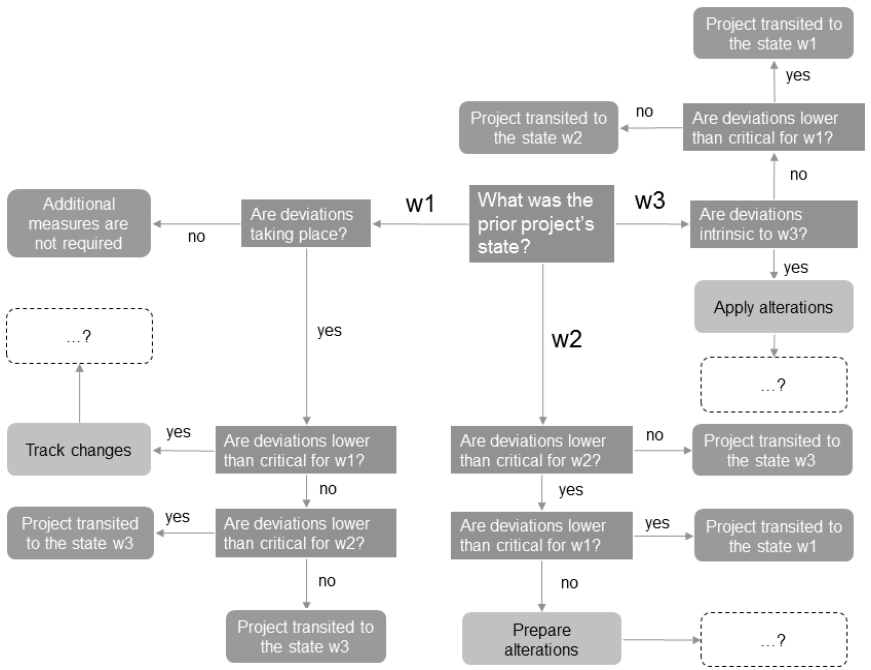 Project transited to
the state w1
yes
Project transited to
the state w2
no
Are deviations lower
than critical for w1?
no
Additional
measures are
not required
no
Are deviations
taking place?
w1
What was the
prior project's
state?
w3
Are deviations
intrinsic to w3?
yes
Apply alterations
...?
...?
yes
w2
Track changes
yes
Are deviations lower
than critical for w1?
no
Are deviations lower
than critical for w2?
no
Project transited to
the state w3
yes
Project transited
to the state w3
yes
Are deviations lower
than critical for w2?
no
Project transited to
the state w3
Are deviations lower
than critical for w1?
yes
Project transited to
the state w1
no
Prepare
alterations
...?